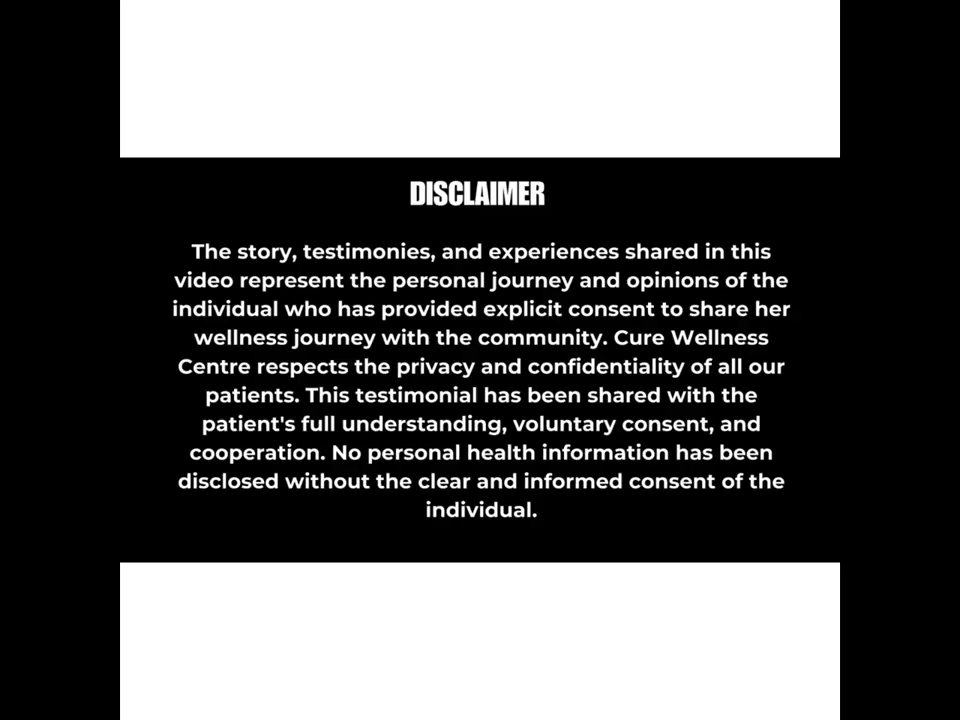 DISCLAIMER
The story, testimonies, and experiences shared in this
video represent the personal journey and opinions of the
individual who has provided explicit consent to share her
wellness journey with the community. Cure Wellness
Centre respects the privacy and confidentiality of all our
patients. This testimonial has been shared with the
patient's full understanding, voluntary consent, and
cooperation. No personal health information has been
disclosed without the clear and informed consent of the
individual.